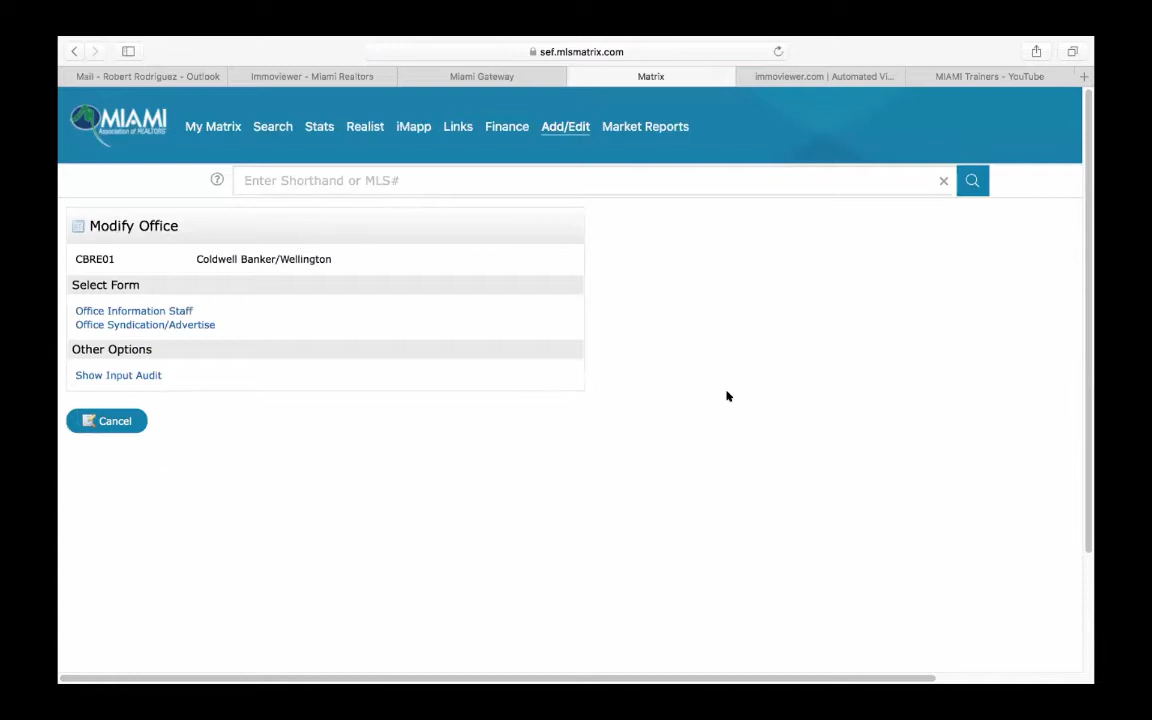 sef.mlsmatrix.com
Mail - Robert Rodriguez - Outlook
Immoviewer - Miami Realtors
Miami Gateway
Matrix
immoviewer.com | Automated Vi...
MIAMI Trainers - YouTube
MIAMI
Association of REALTORS
My Matrix
Search
Stats
Realist
iMapp
Links
Finance
Add/Edit
Market Reports
Enter Shorthand or MLS#
Modify Office
CBRE01 Coldwell Banker/Wellington
Select Form
Office Information Staff
Office Syndication/Advertise
Other Options
Show Input Audit
Cancel